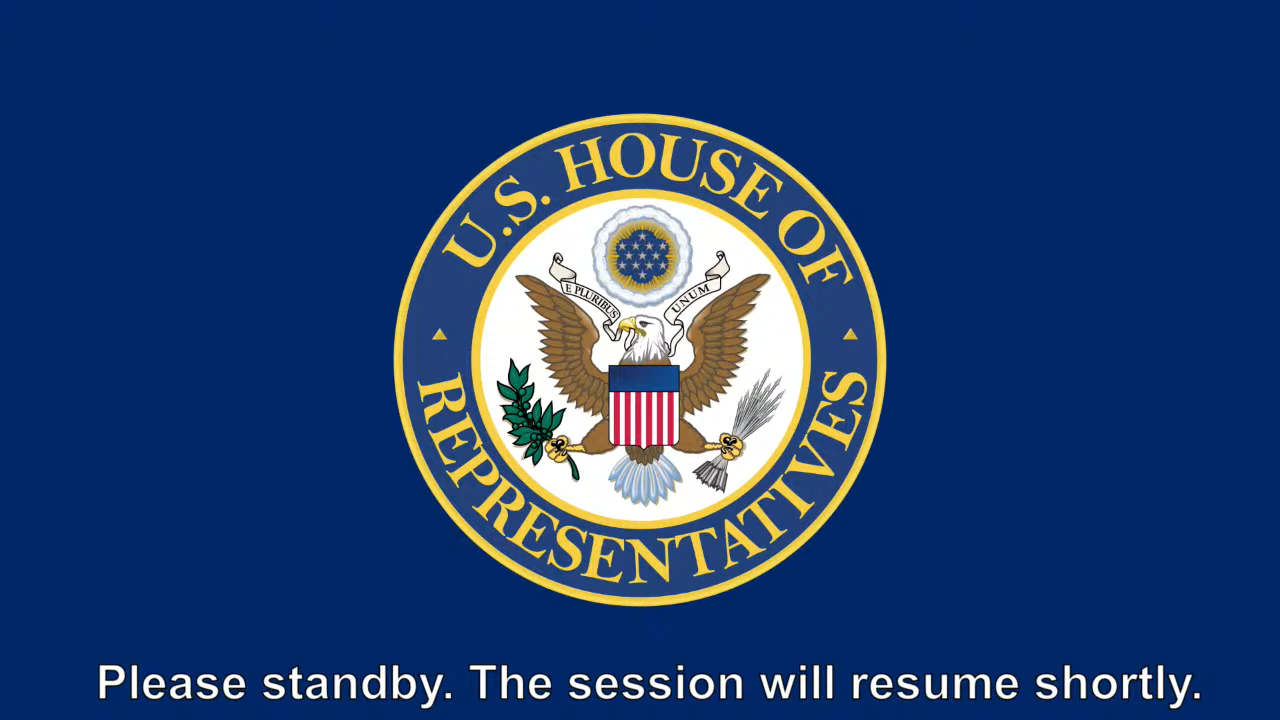 U.S. HOUSE OF
E PLURIBUS UNUM
REPRESENTATIVES
Please standby. The session will resume shortly.